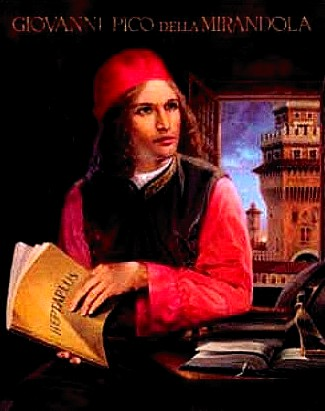 GIOVANNI PICO DELLA MIRANDOLA
HEPTAPLUS